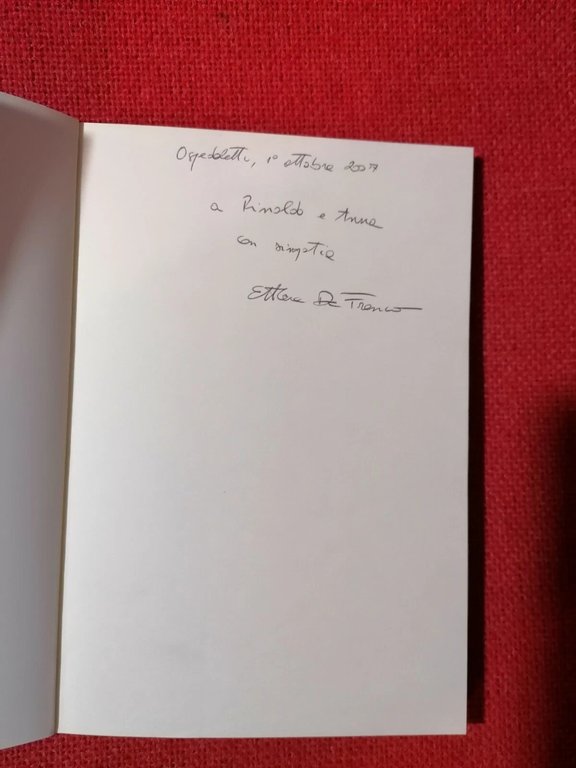 Ospedaletti, 1° ottobre 2007
a Rinaldo e Anna
con simpatia
Ettore De Franco